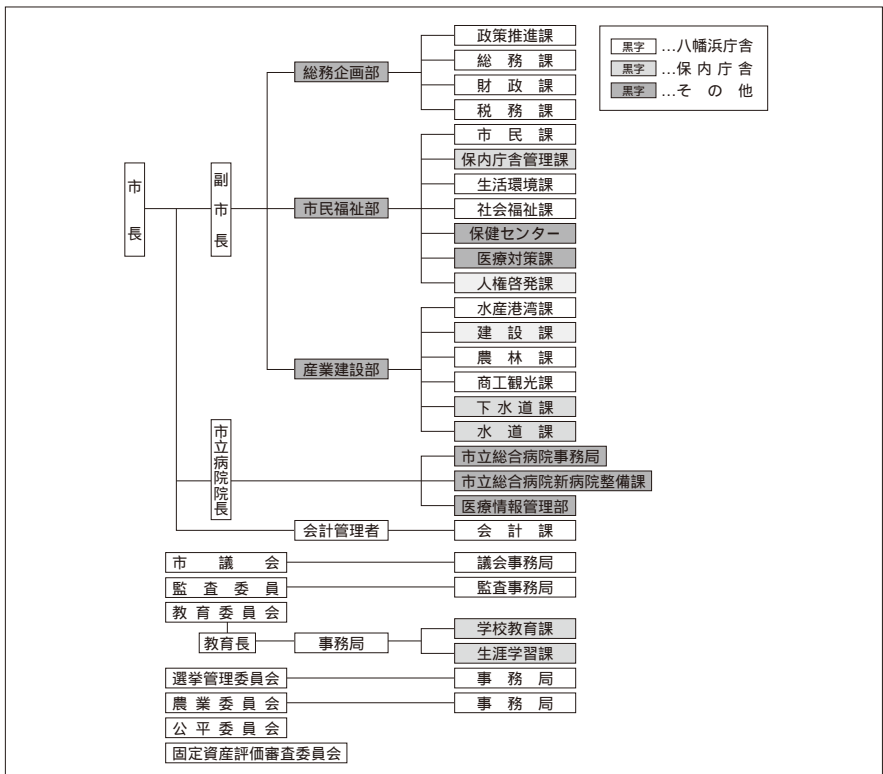 黒字 …八幡浜庁舎
黒字 …保内庁舎
黒字 …その他
市長
副市長
総務企画部
政策推進課
総務課
財政課
税務課
市民福祉部
市民課
保内庁舎管理課
生活環境課
社会福祉課
保健センター
医療対策課
人権啓発課
産業建設部
水産港湾課
建設課
農林課
商工観光課
下水道課
水道課
市立病院院長
市立総合病院事務局
市立総合病院新病院整備課
医療情報管理部
会計管理者
会計課
市議会
議会事務局
監査委員
監査事務局
教育委員会
教育長
事務局
学校教育課
生涯学習課
選挙管理委員会
事務局
農業委員会
事務局
公平委員会
固定資産評価審査委員会